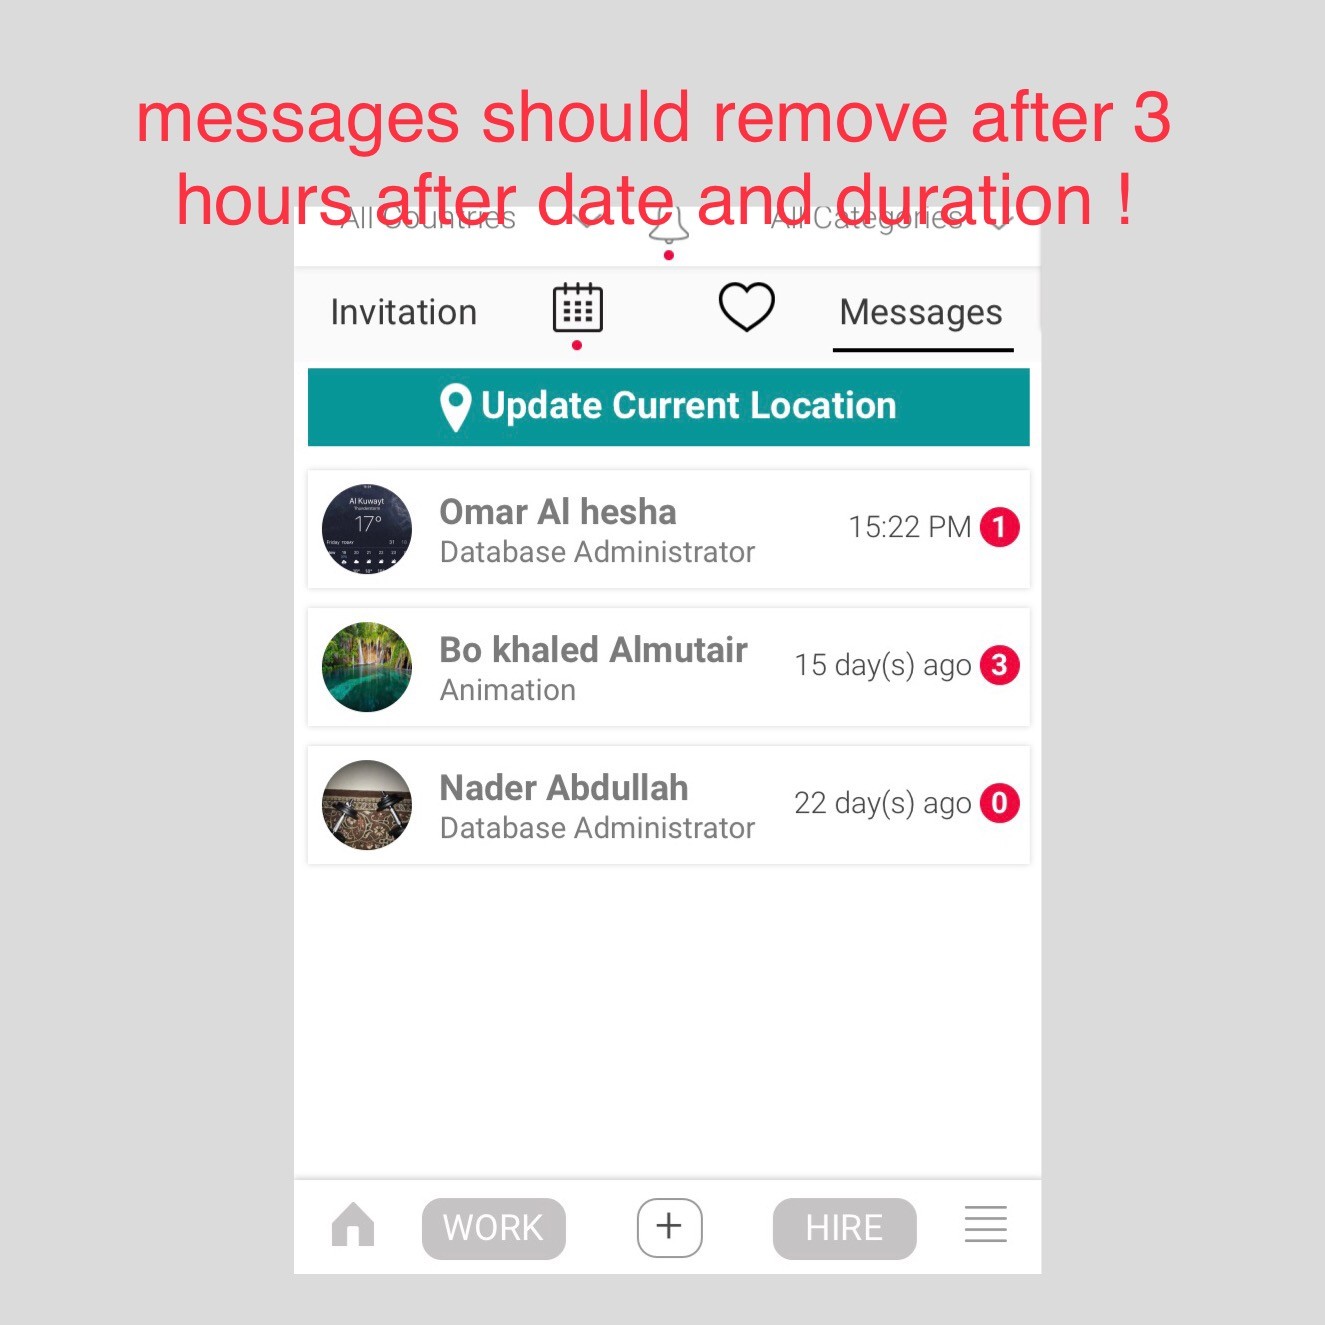 messages should remove after 3
hours after date and duration !
All Countries
All Categories
Invitation
Messages
Update Current Location
Al Kuwayt
17°
Omar Al hesha
Database Administrator
15:22 PM
1
Bo khaled Almutair
Animation
15 day(s) ago
3
Nader Abdullah
Database Administrator
22 day(s) ago
0
WORK
+
HIRE